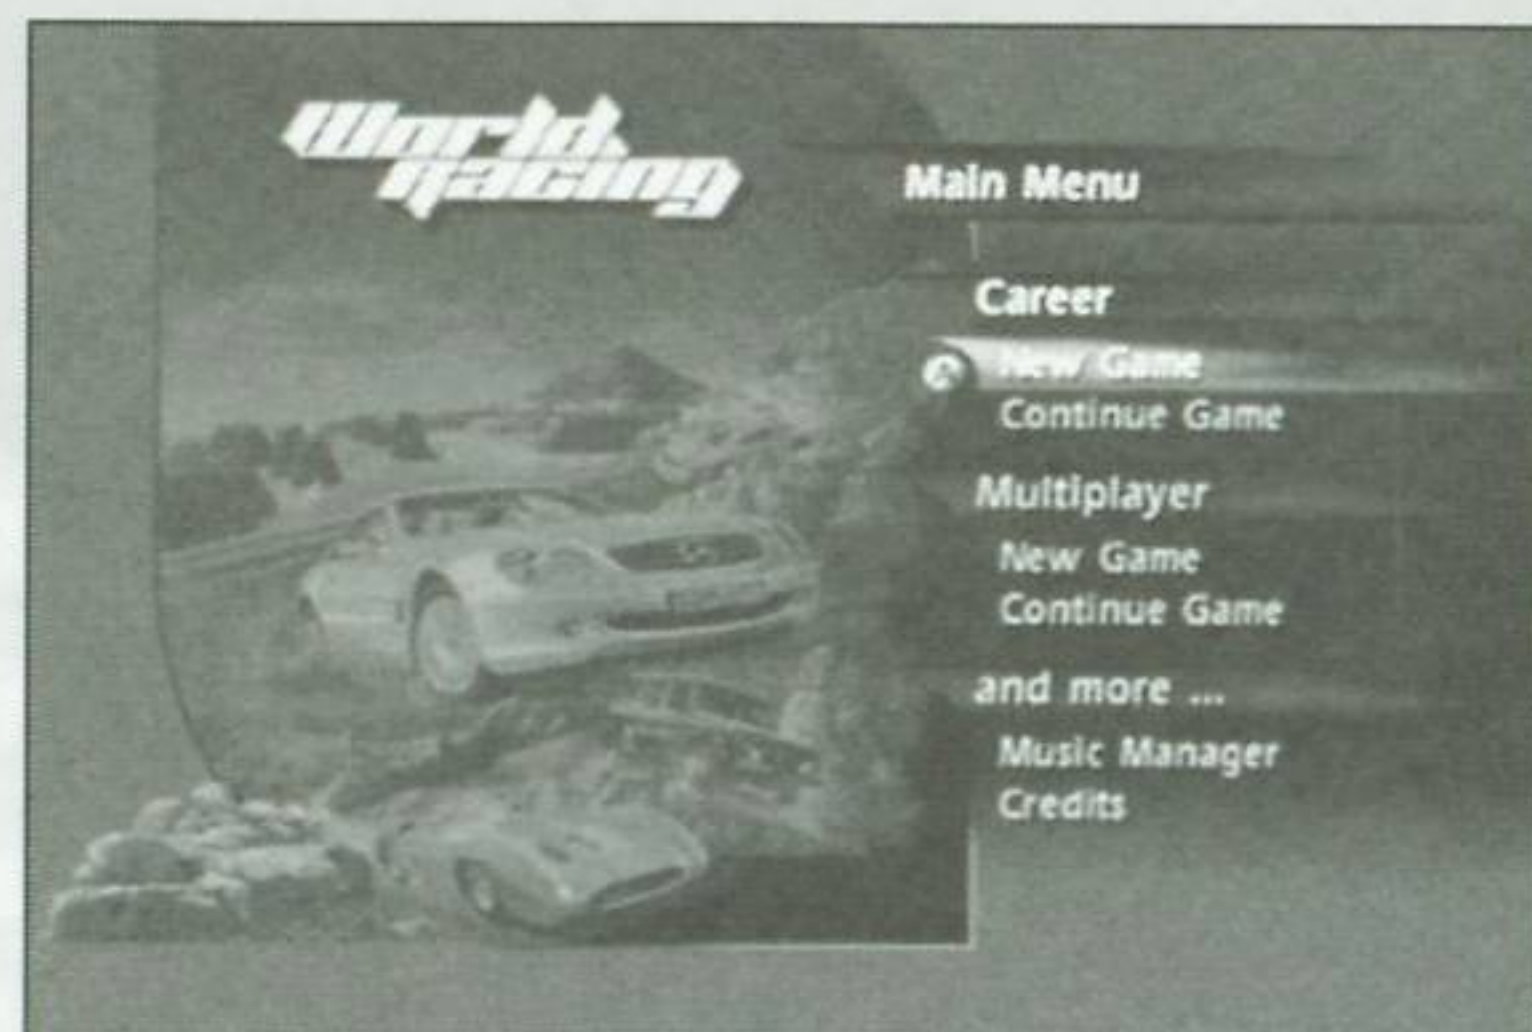 World
Racing
Main Menu
Career
New Game
Continue Game
Multiplayer
New Game
Continue Game
and more ...
Music Manager
Credits